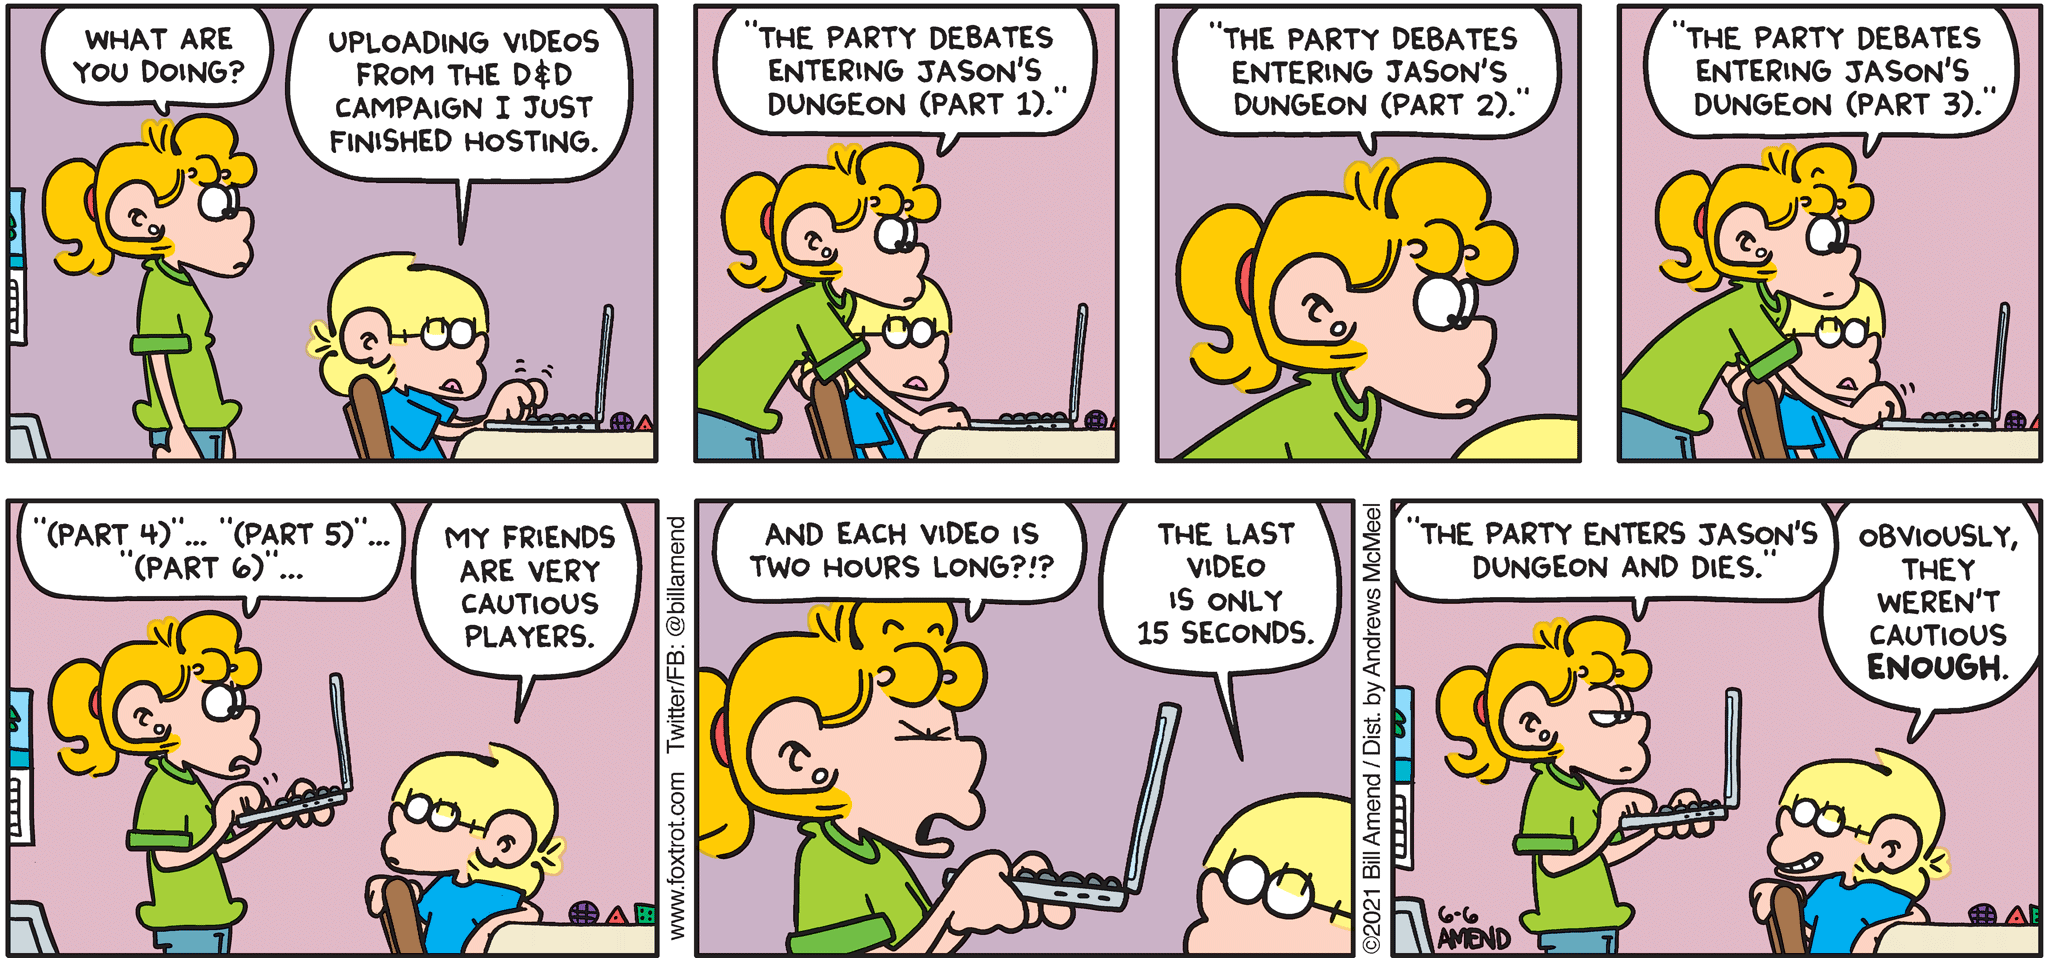 WHAT ARE
YOU DOING?
UPLOADING VIDEOS
FROM THE D&D
CAMPAIGN I JUST
FINISHED HOSTING.
"THE PARTY DEBATES
ENTERING JASON'S
DUNGEON (PART 1)."
"THE PARTY DEBATES
ENTERING JASON'S
DUNGEON (PART 2)."
"THE PARTY DEBATES
ENTERING JASON'S
DUNGEON (PART 3)."
"(PART 4)"... "(PART 5)"...
"(PART 6)"...
MY FRIENDS
ARE VERY
CAUTIOUS
PLAYERS.
www.foxtrot.com Twitter/FB: @billamend
AND EACH VIDEO IS
TWO HOURS LONG?!?
THE LAST
VIDEO
IS ONLY
15 SECONDS.
©2021 Bill Amend / Dist. by Andrews McMeel
"THE PARTY ENTERS JASON'S
DUNGEON AND DIES."
OBVIOUSLY,
THEY
WEREN'T
CAUTIOUS
ENOUGH.
6-6
AMEND